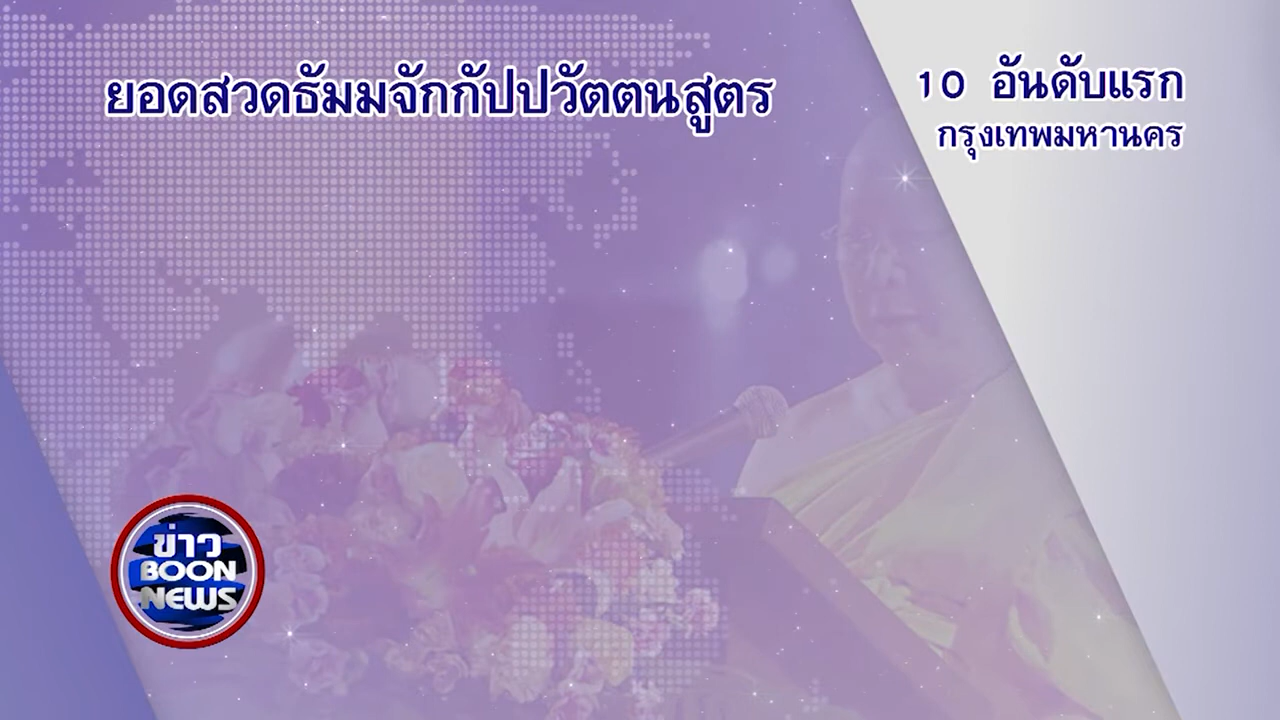 ยอดสวดธัมมจักกัปปวัตตนสูตร
10 อันดับแรก
กรุงเทพมหานคร
ข่าว
BOON
NEWS